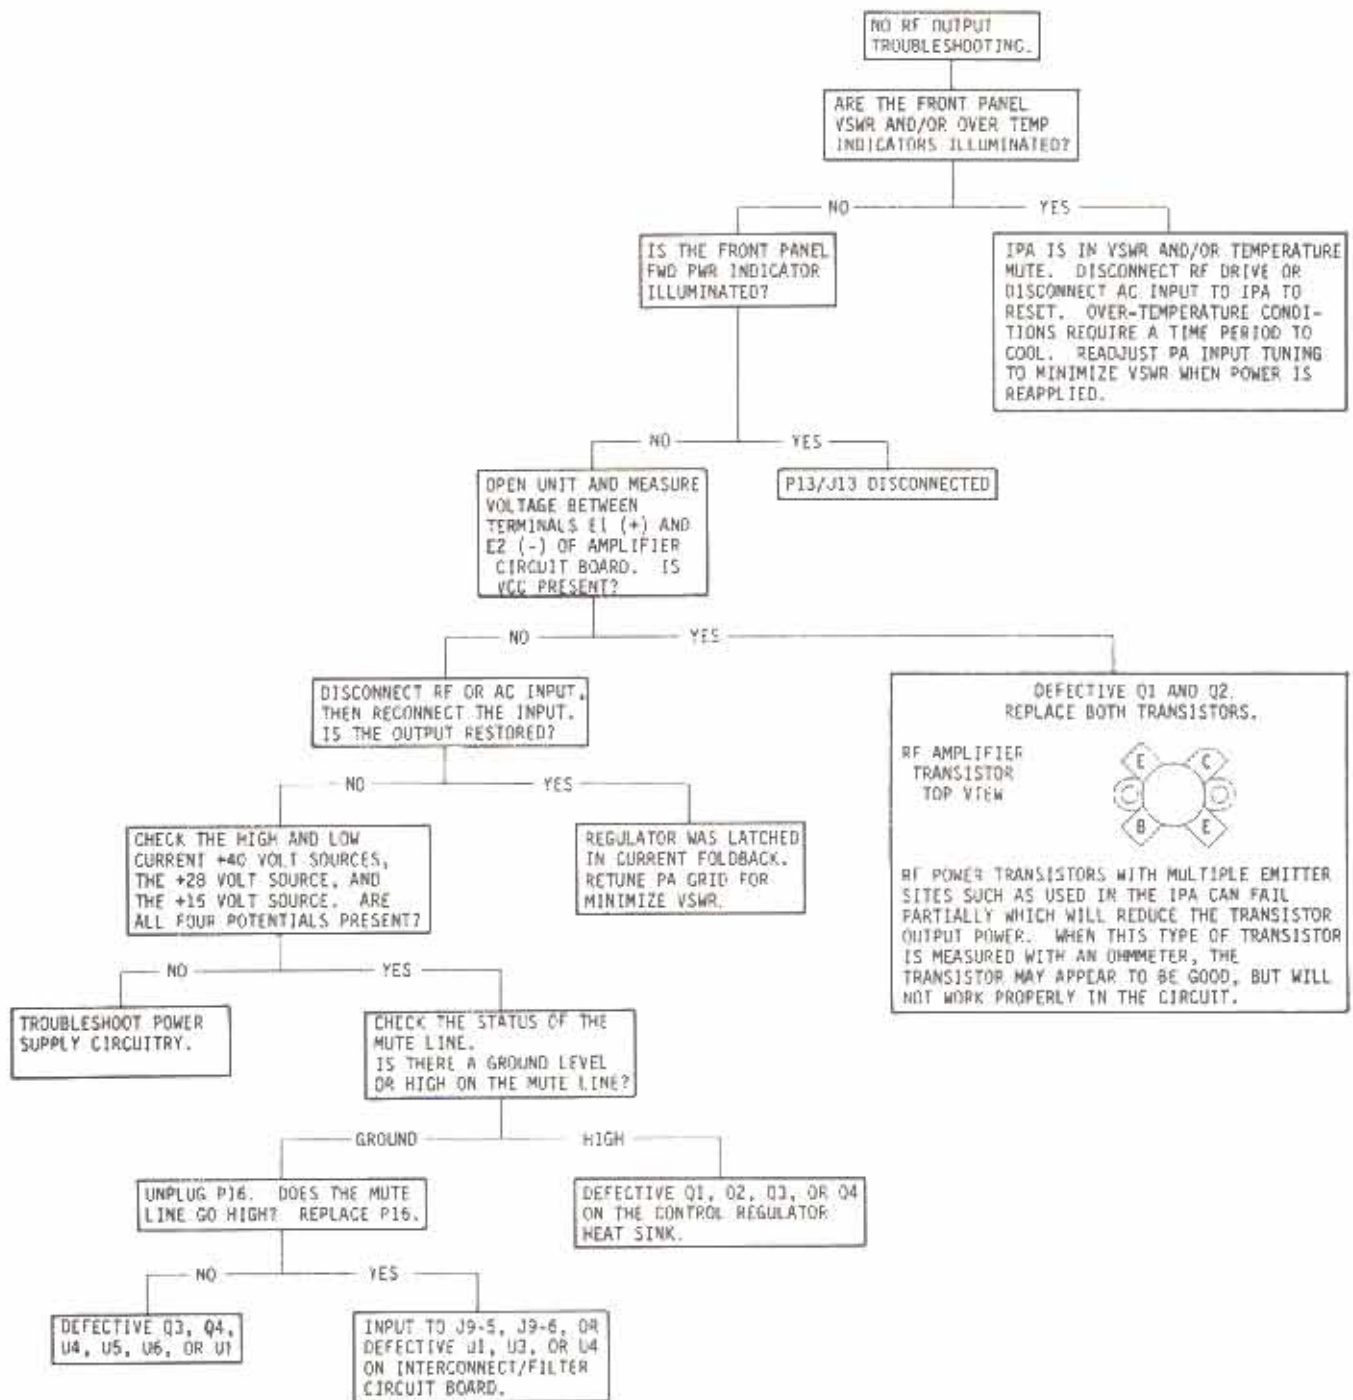 NO RF OUTPUT
TROUBLESHOOTING.
ARE THE FRONT PANEL
VSWR AND/OR OVER TEMP
INDICATORS ILLUMINATED?
NO
YES
IS THE FRONT PANEL
FWD PWR INDICATOR
ILLUMINATED?
IPA IS IN VSWR AND/OR TEMPERATURE
MUTE. DISCONNECT RF DRIVE OR
DISCONNECT AC INPUT TO IPA TO
RESET. OVER-TEMPERATURE CONDI-
TIONS REQUIRE A TIME PERIOD TO
COOL. READJUST PA INPUT TUNING
TO MINIMIZE VSWR WHEN POWER IS
REAPPLIED.
NO
YES
OPEN UNIT AND MEASURE
VOLTAGE BETWEEN
TERMINALS E1 (+) AND
E2 (-) OF AMPLIFIER
CIRCUIT BOARD. IS
VCC PRESENT?
P13/J13 DISCONNECTED
NO
YES
DISCONNECT RF OR AC INPUT,
THEN RECONNECT THE INPUT.
IS THE OUTPUT RESTORED?
DEFECTIVE Q1 AND Q2.
REPLACE BOTH TRANSISTORS.
RF AMPLIFIER
TRANSISTOR
TOP VIEW
E
C
B
E
RF POWER TRANSISTORS WITH MULTIPLE EMITTER
SITES SUCH AS USED IN THE IPA CAN FAIL
PARTIALLY WHICH WILL REDUCE THE TRANSISTOR
OUTPUT POWER. WHEN THIS TYPE OF TRANSISTOR
IS MEASURED WITH AN OHMMETER, THE
TRANSISTOR MAY APPEAR TO BE GOOD, BUT WILL
NOT WORK PROPERLY IN THE CIRCUIT.
NO
YES
CHECK THE HIGH AND LOW
CURRENT +40 VOLT SOURCES,
THE +28 VOLT SOURCE, AND
THE +15 VOLT SOURCE. ARE
ALL FOUR POTENTIALS PRESENT?
REGULATOR WAS LATCHED
IN CURRENT FOLDBACK.
RETUNE PA GRID FOR
MINIMIZE VSWR.
NO
YES
TROUBLESHOOT POWER
SUPPLY CIRCUITRY.
CHECK THE STATUS OF THE
MUTE LINE.
IS THERE A GROUND LEVEL
OR HIGH ON THE MUTE LINE?
GROUND
HIGH
UNPLUG P16. DOES THE MUTE
LINE GO HIGH? REPLACE P16.
DEFECTIVE Q1, Q2, Q3, OR Q4
ON THE CONTROL REGULATOR
HEAT SINK.
NO
YES
DEFECTIVE Q3, Q4,
U4, U5, U6, OR U1
INPUT TO J9-5, J9-6, OR
DEFECTIVE U1, U3, OR U4
ON INTERCONNECT/FILTER
CIRCUIT BOARD.